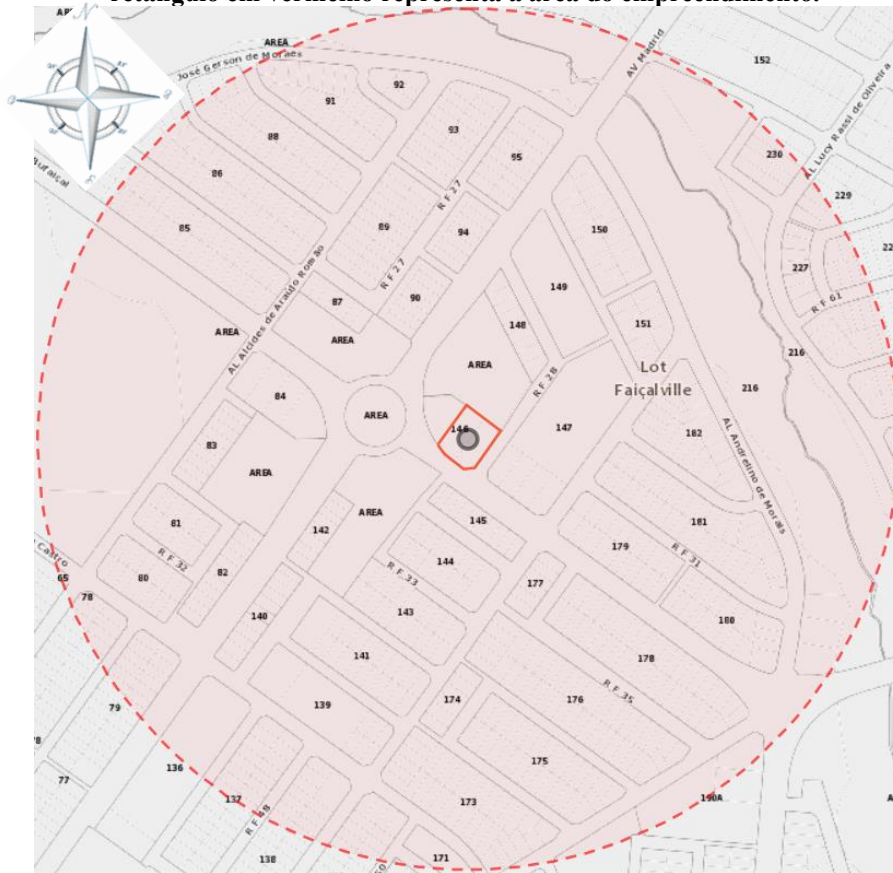 retângulo em vermelho representa a área do empreendimento.
N
AREA
José Gerson de Moraes
AV Madrid
152
92
91
AL Lucy Rassi de Oliveira
88
93
95
230
86
229
85
R F 27
89
94
150
227
R F 27
90
149
R F 61
AL Alcides de Araujo Romão
87
148
151
216
AREA
AREA
AREA
Lot
Faiçalville
216
R F 28
84
AREA
146
147
182
83
AL Andrelino de Morais
AREA
AREA
145
81
142
181
R F 31
179
R F 32
144
Castro
R F 33
65
80
82
177
78
143
180
140
141
178
176
R F 35
174
139
79
175
136
77
137
173
190A
R F 48
138
171